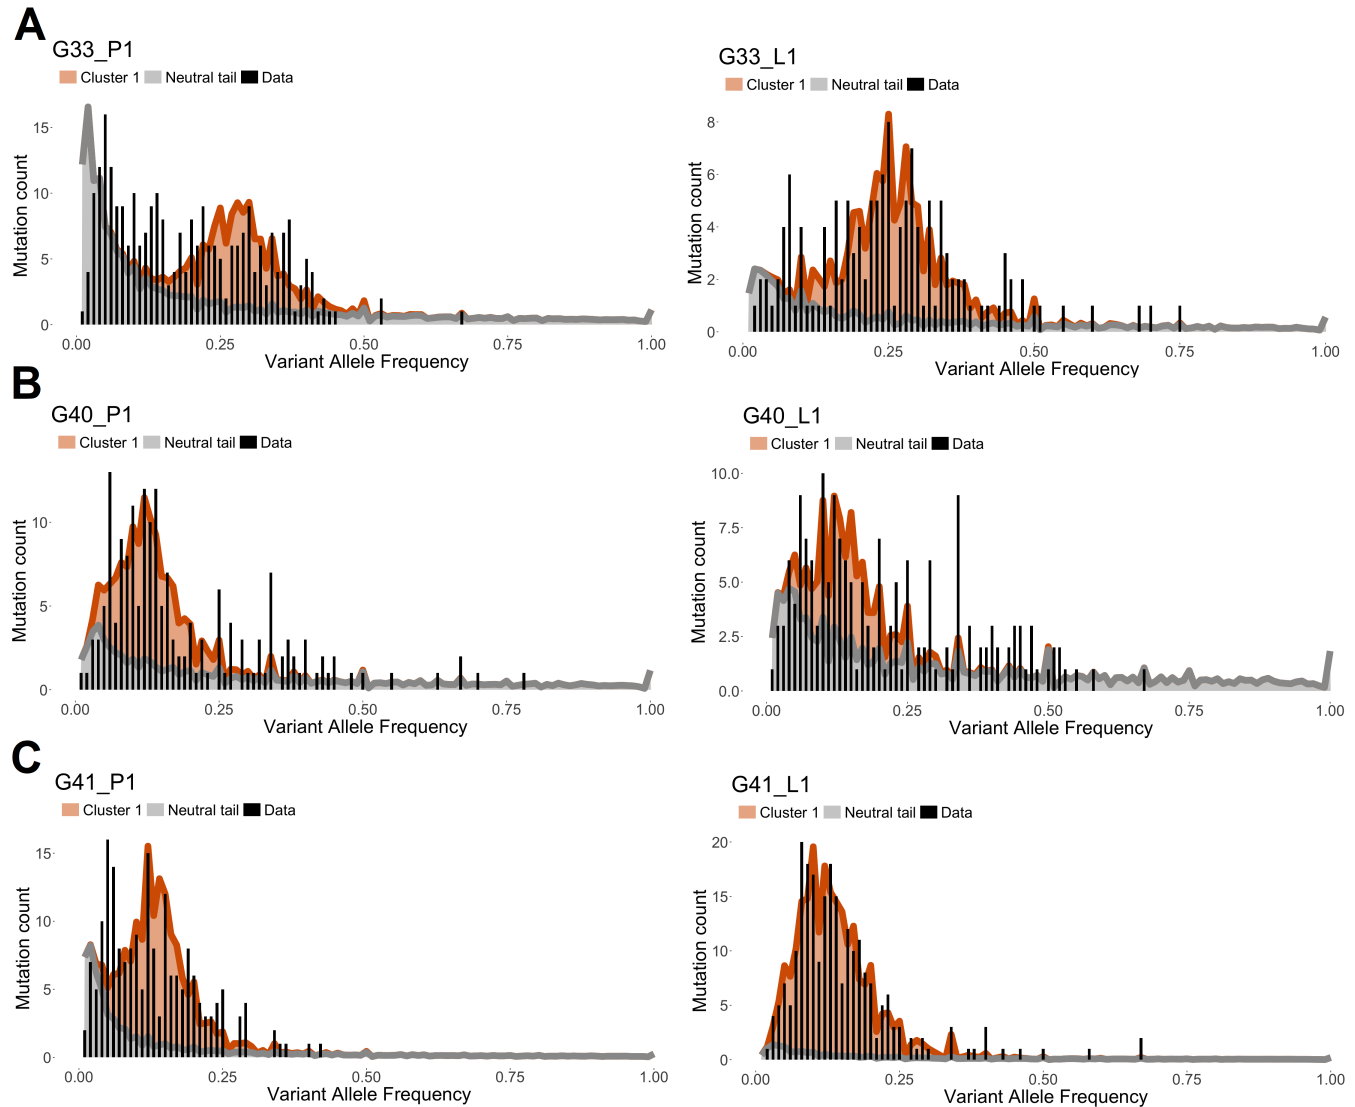 A
G33_P1
Cluster 1 Neutral tail Data
15
10
5
0
Mutation count
0.00 0.25 0.50 0.75 1.00
Variant Allele Frequency
G33_L1
Cluster 1 Neutral tail Data
8
6
4
2
0
Mutation count
0.00 0.25 0.50 0.75 1.00
Variant Allele Frequency
B
G40_P1
Cluster 1 Neutral tail Data
10
5
0
Mutation count
0.00 0.25 0.50 0.75 1.00
Variant Allele Frequency
G40_L1
Cluster 1 Neutral tail Data
10.0
7.5
5.0
2.5
0.0
Mutation count
0.00 0.25 0.50 0.75 1.00
Variant Allele Frequency
C
G41_P1
Cluster 1 Neutral tail Data
15
10
5
0
Mutation count
0.00 0.25 0.50 0.75 1.00
Variant Allele Frequency
G41_L1
Cluster 1 Neutral tail Data
20
15
10
5
0
Mutation count
0.00 0.25 0.50 0.75 1.00
Variant Allele Frequency